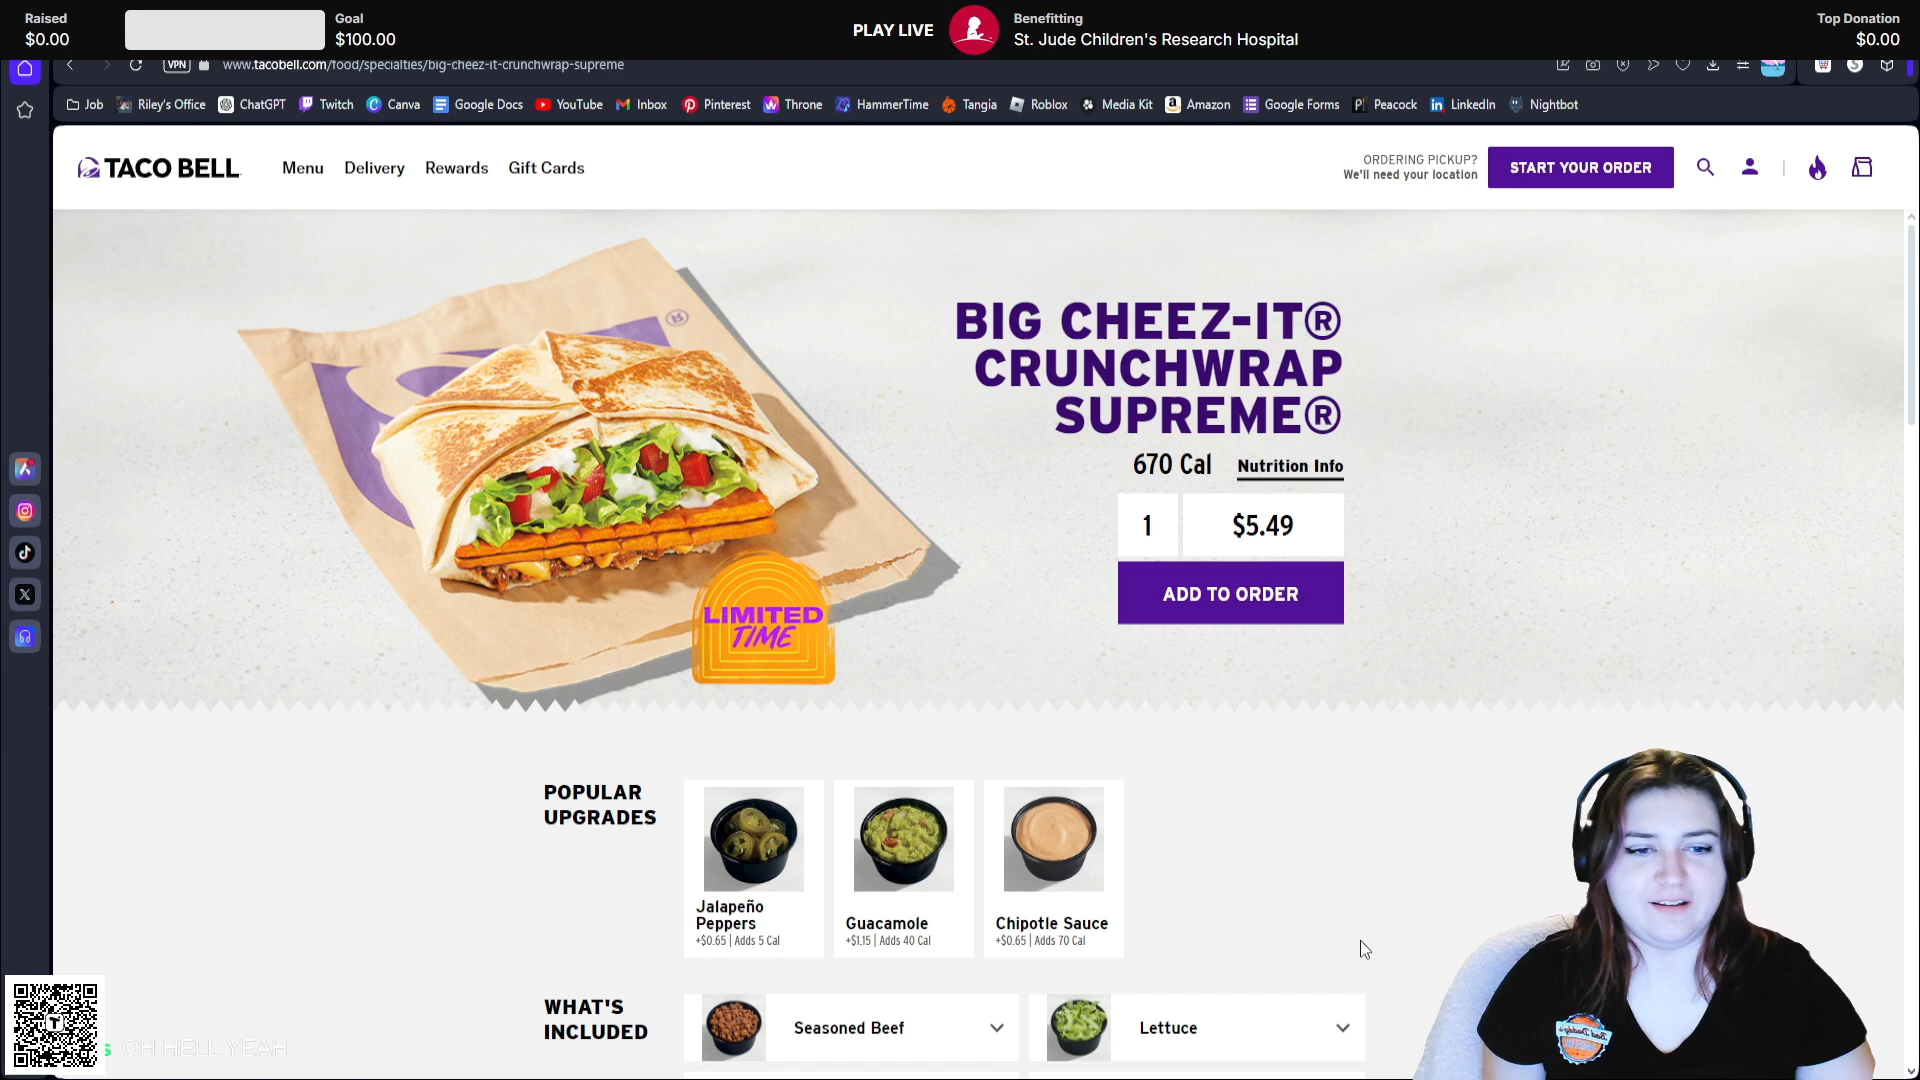 Raised
$0.00
Goal
$100.00
PLAY LIVE
Benefitting
St. Jude Children's Research Hospital
Top Donation
$0.00
VPN
www.tacobell.com/food/specialties/big-cheez-it-crunchwrap-supreme
Job
Riley's Office
ChatGPT
Twitch
Canva
Google Docs
YouTube
Inbox
Pinterest
Throne
HammerTime
Tangia
Roblox
Media Kit
Amazon
Google Forms
Peacock
LinkedIn
Nightbot
TACO BELL
Menu
Delivery
Rewards
Gift Cards
ORDERING PICKUP?
We'll need your location
START YOUR ORDER
BIG CHEEZ-IT®
CRUNCHWRAP
SUPREME®
670 Cal
Nutrition Info
1
$5.49
ADD TO ORDER
LIMITED
TIME
POPULAR
UPGRADES
Jalapeño
Peppers
+$0.65 | Adds 5 Cal
Guacamole
+$1.15 | Adds 40 Cal
Chipotle Sauce
+$0.65 | Adds 70 Cal
WHAT'S
INCLUDED
Seasoned Beef
Lettuce
s OH HELL YEAH